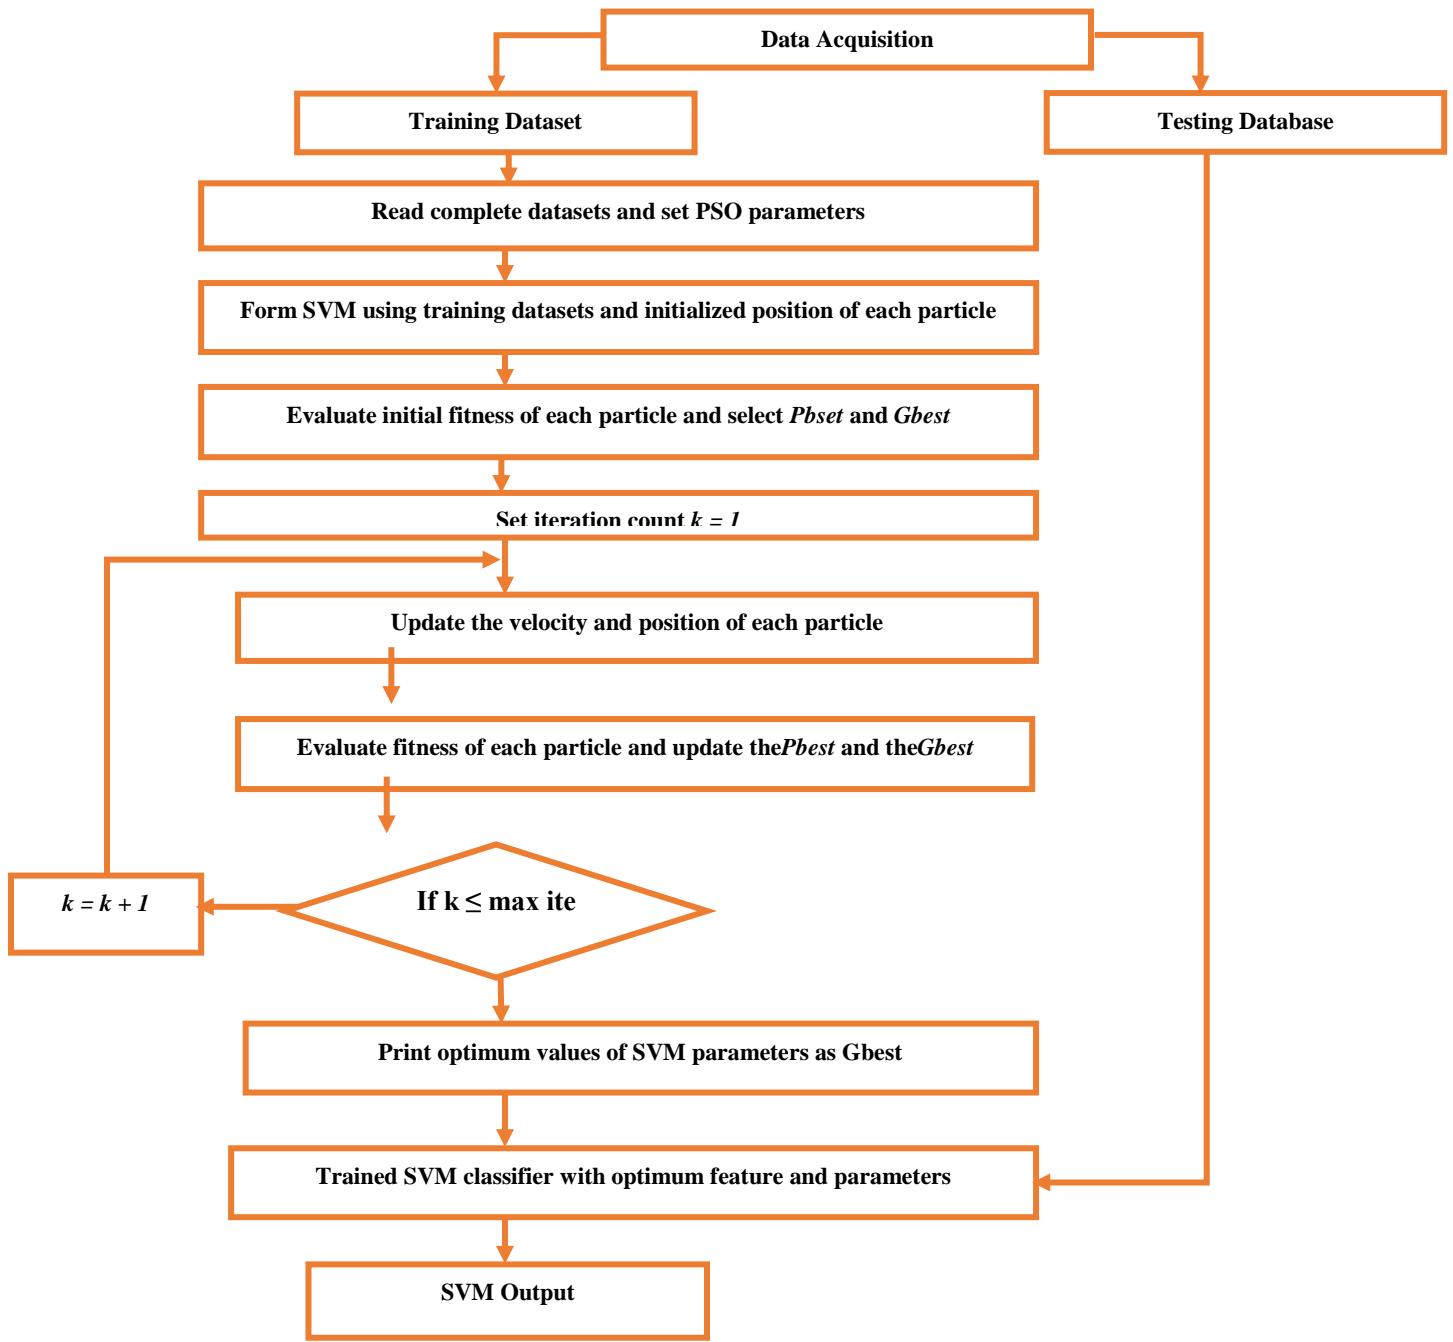 Data Acquisition
Training Dataset
Testing Database
Read complete datasets and set PSO parameters
Form SVM using training datasets and initialized position of each particle
Evaluate initial fitness of each particle and select Pbset and Gbest
Set iteration count k = 1
Update the velocity and position of each particle
Evaluate fitness of each particle and update thePbest and theGbest
If k ≤ max ite
k = k + 1
Print optimum values of SVM parameters as Gbest
Trained SVM classifier with optimum feature and parameters
SVM Output